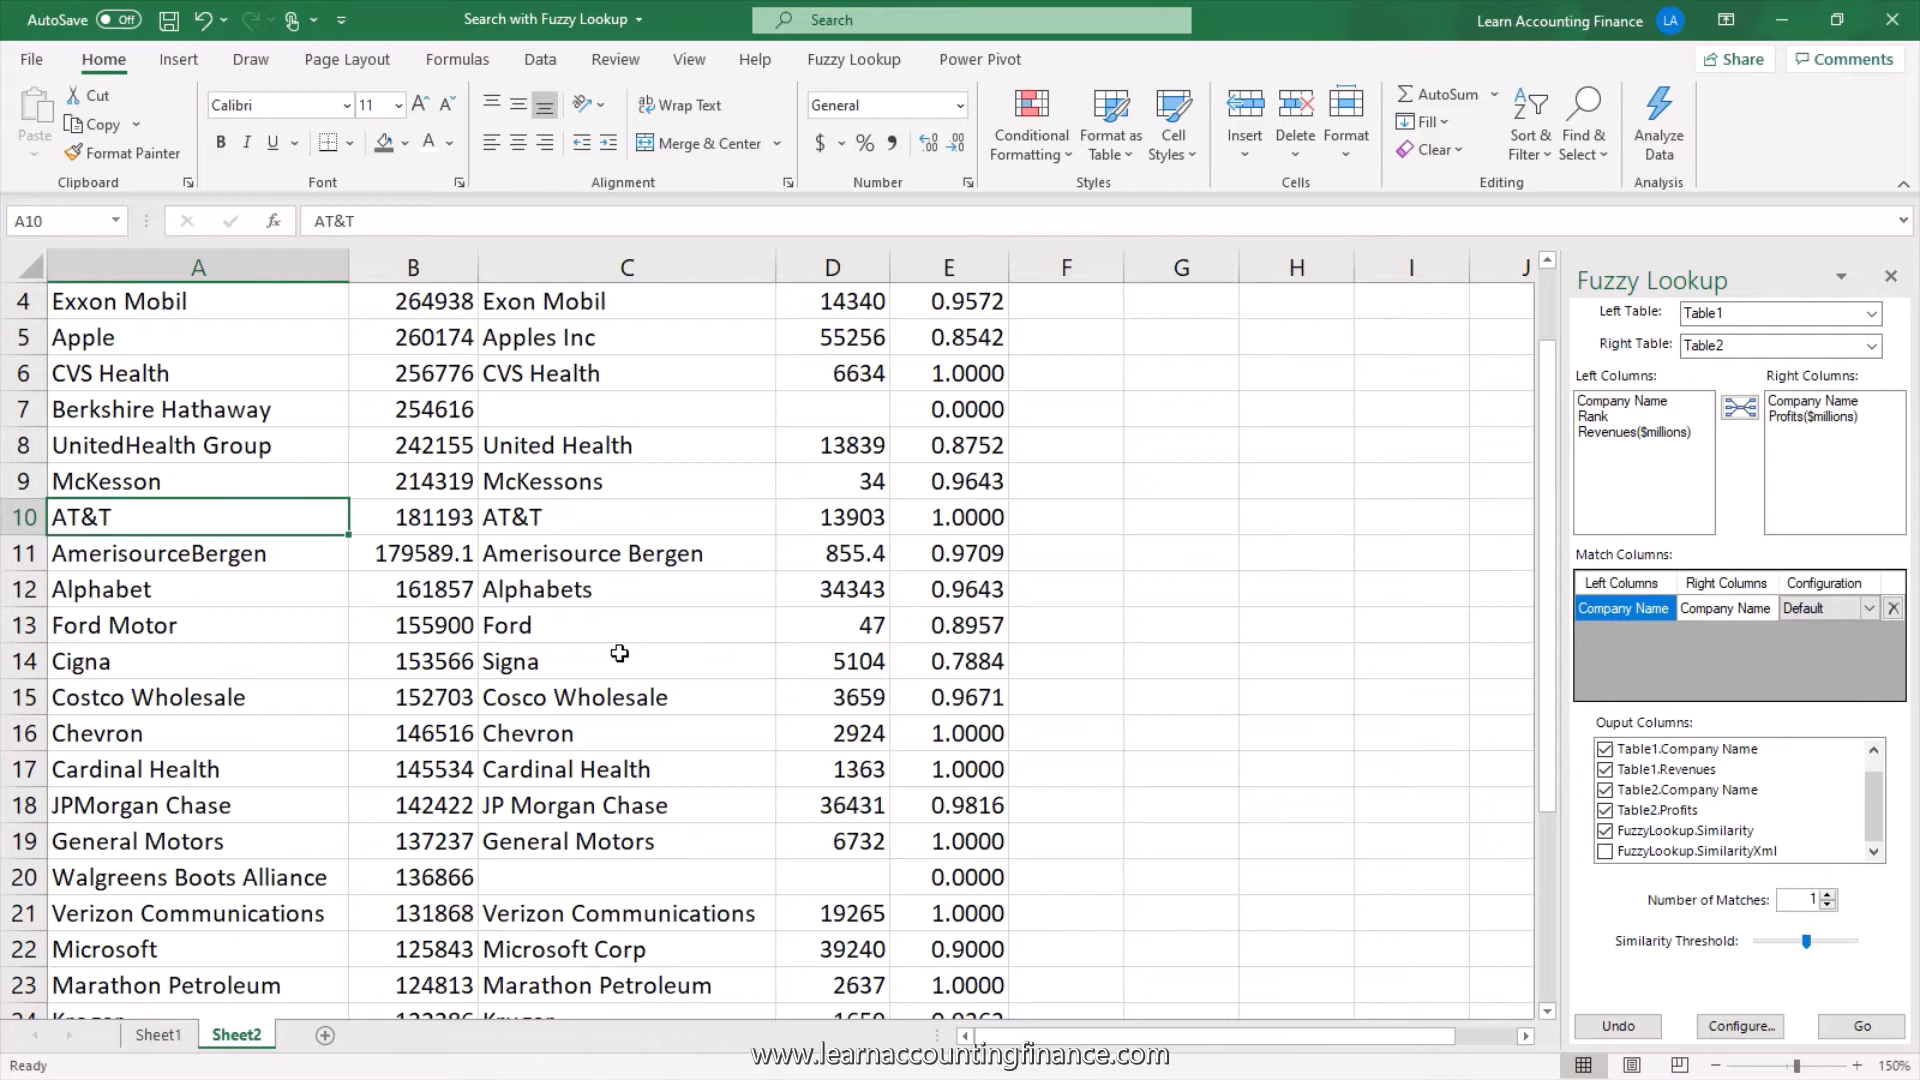 AutoSave Off Search with Fuzzy Lookup Search Learn Accounting Finance LA
File Home Insert Draw Page Layout Formulas Data Review View Help Fuzzy Lookup Power Pivot Share Comments
Paste Cut Copy Format Painter
Clipboard
Calibri 11 A A
B I U A
Font
ab Wrap Text
Merge & Center
Alignment
General
$ % 9
Number
Conditional Formatting Format as Table Cell Styles
Styles
Insert Delete Format
Cells
AutoSum Fill Clear Sort & Filter Find & Select
Editing
Analyze Data
Analysis
A10 fx AT&T
A B C D E F G H I J
4 Exxon Mobil 264938 Exon Mobil 14340 0.9572
5 Apple 260174 Apples Inc 55256 0.8542
6 CVS Health 256776 CVS Health 6634 1.0000
7 Berkshire Hathaway 254616 0.0000
8 UnitedHealth Group 242155 United Health 13839 0.8752
9 McKesson 214319 McKessons 34 0.9643
10 AT&T 181193 AT&T 13903 1.0000
11 AmerisourceBergen 179589.1 Amerisource Bergen 855.4 0.9709
12 Alphabet 161857 Alphabets 34343 0.9643
13 Ford Motor 155900 Ford 47 0.8957
14 Cigna 153566 Signa 5104 0.7884
15 Costco Wholesale 152703 Cosco Wholesale 3659 0.9671
16 Chevron 146516 Chevron 2924 1.0000
17 Cardinal Health 145534 Cardinal Health 1363 1.0000
18 JPMorgan Chase 142422 JP Morgan Chase 36431 0.9816
19 General Motors 137237 General Motors 6732 1.0000
20 Walgreens Boots Alliance 136866 0.0000
21 Verizon Communications 131868 Verizon Communications 19265 1.0000
22 Microsoft 125843 Microsoft Corp 39240 0.9000
23 Marathon Petroleum 124813 Marathon Petroleum 2637 1.0000
Fuzzy Lookup
Left Table: Table1
Right Table: Table2
Left Columns: Right Columns:
Company Name Company Name
Rank Profits($millions)
Revenues($millions)
Match Columns:
Left Columns Right Columns Configuration
Company Name Company Name Default
Ouput Columns:
Table1.Company Name
Table1.Revenues
Table2.Company Name
Table2.Profits
FuzzyLookup.Similarity
FuzzyLookup.SimilarityXml
Number of Matches: 1
Similarity Threshold:
Undo Configure... Go
Sheet1 Sheet2
www.learnaccountingfinance.com
Ready 150%